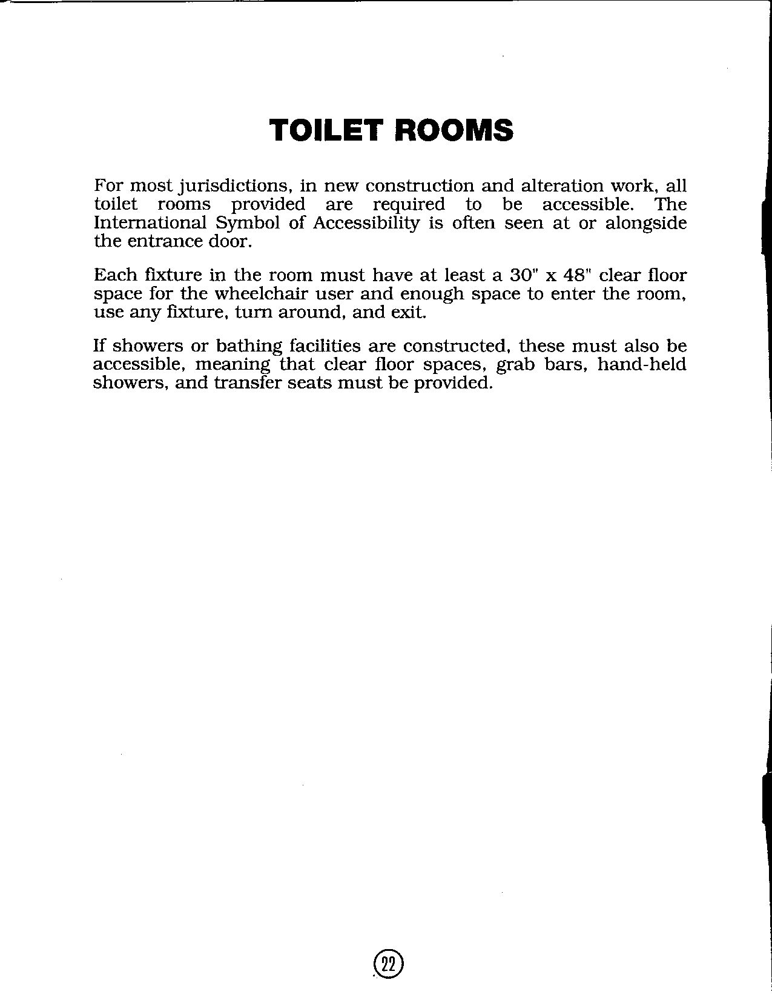 TOILET ROOMS
For most jurisdictions, in new construction and alteration work, all
toilet rooms provided are required to be accessible. The
International Symbol of Accessibility is often seen at or alongside
the entrance door.
Each fixture in the room must have at least a 30" x 48" clear floor
space for the wheelchair user and enough space to enter the room,
use any fixture, turn around, and exit.
If showers or bathing facilities are constructed, these must also be
accessible, meaning that clear floor spaces, grab bars, hand-held
showers, and transfer seats must be provided.
22